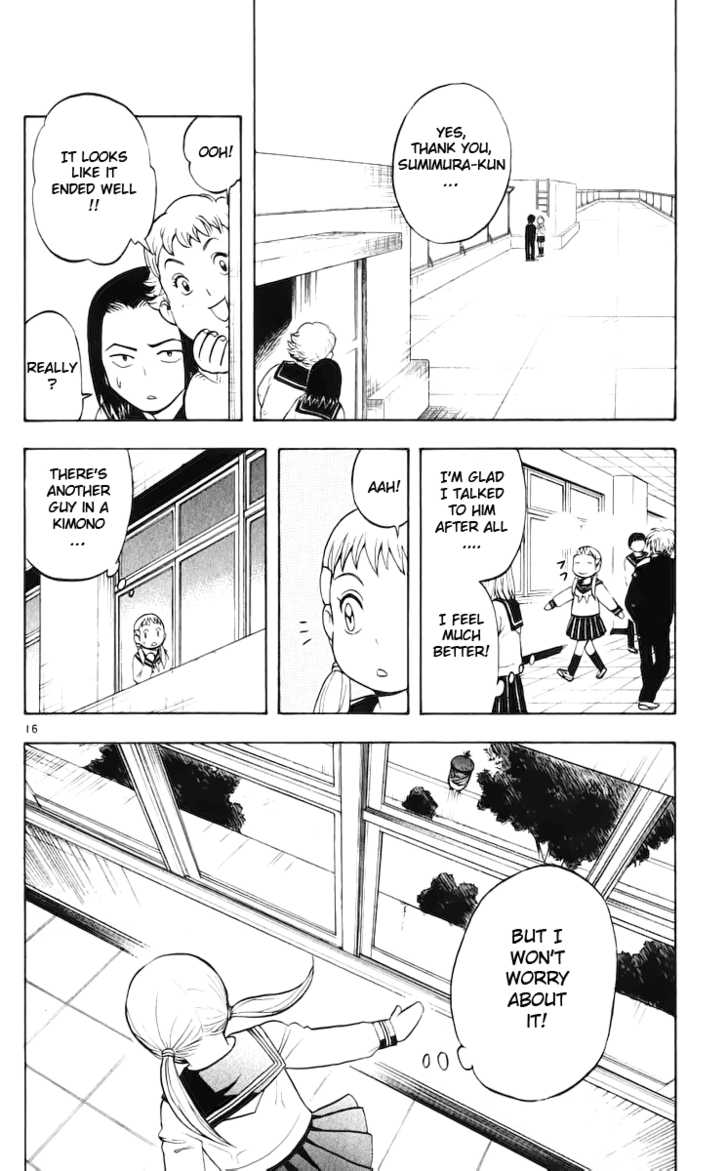 YES,
THANK YOU,
SUMIMURA-KUN
...
OOH!
IT LOOKS
LIKE IT
ENDED WELL
!!
REALLY
?
I'M GLAD
I TALKED
TO HIM
AFTER ALL
....
I FEEL
MUCH
BETTER!
AAH!
THERE'S
ANOTHER
GUY IN A
KIMONO
...
16
BUT I
WON'T
WORRY
ABOUT
IT!